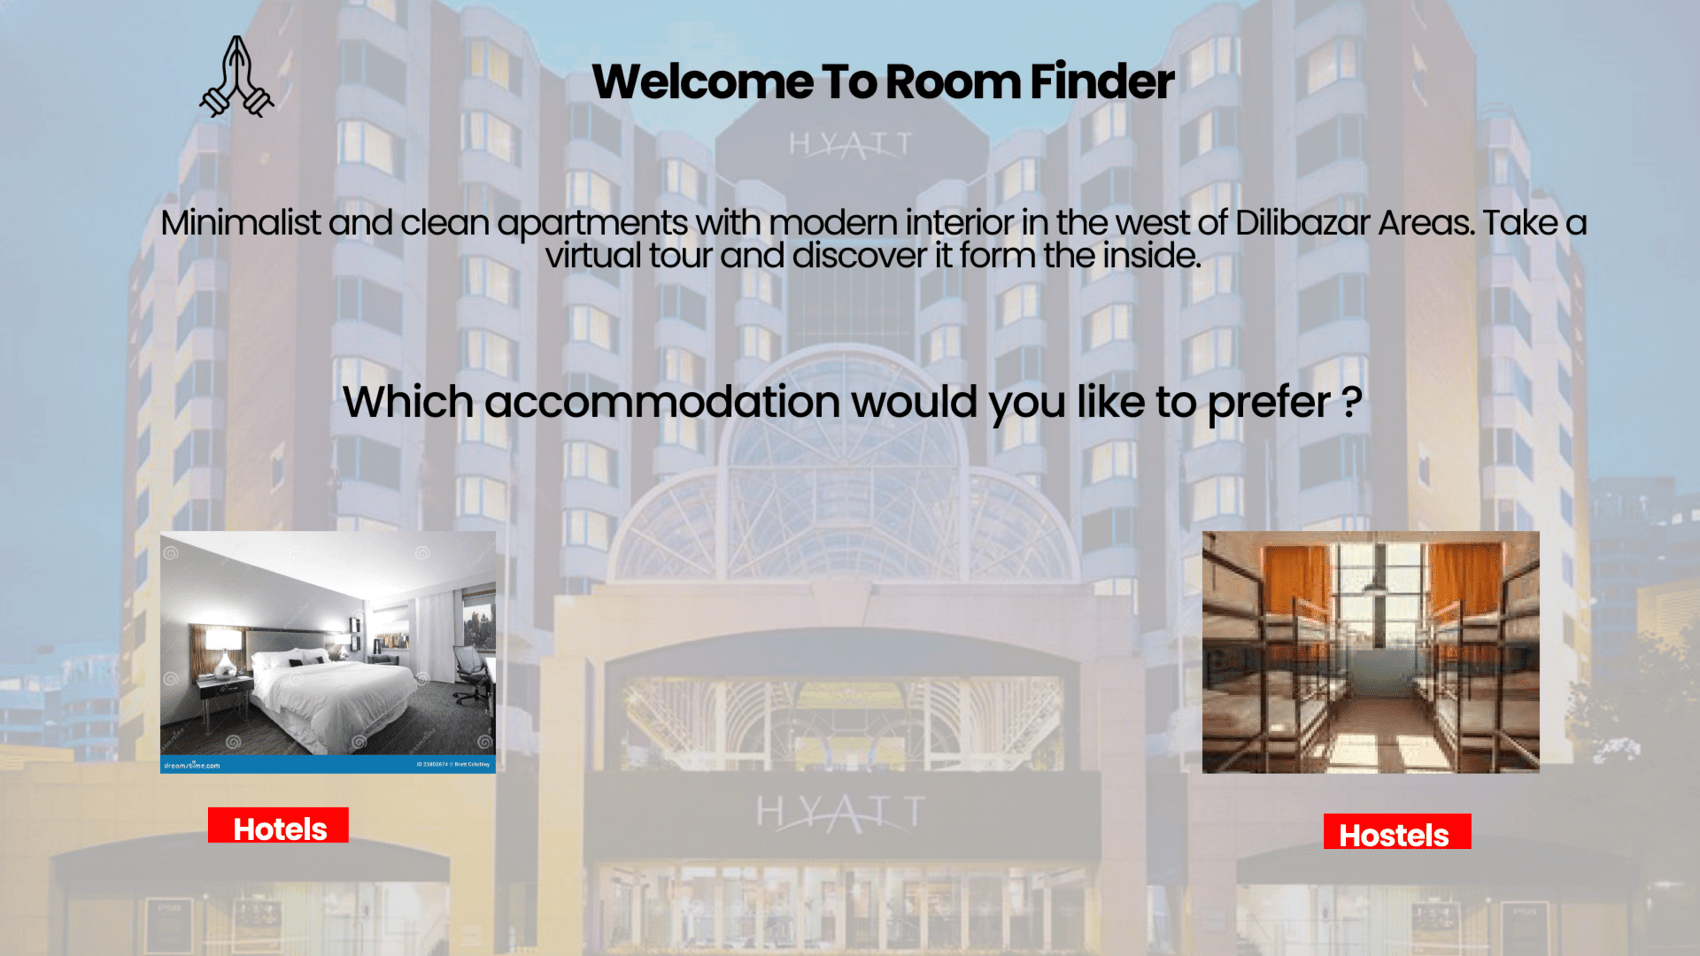 Welcome To Room Finder
HYATT
Minimalist and clean apartments with modern interior in the west of Dilibazar Areas. Take a
virtual tour and discover it form the inside.
Which accommodation would you like to prefer ?
dreamstime.com
HYATT
Hotels
Hostels